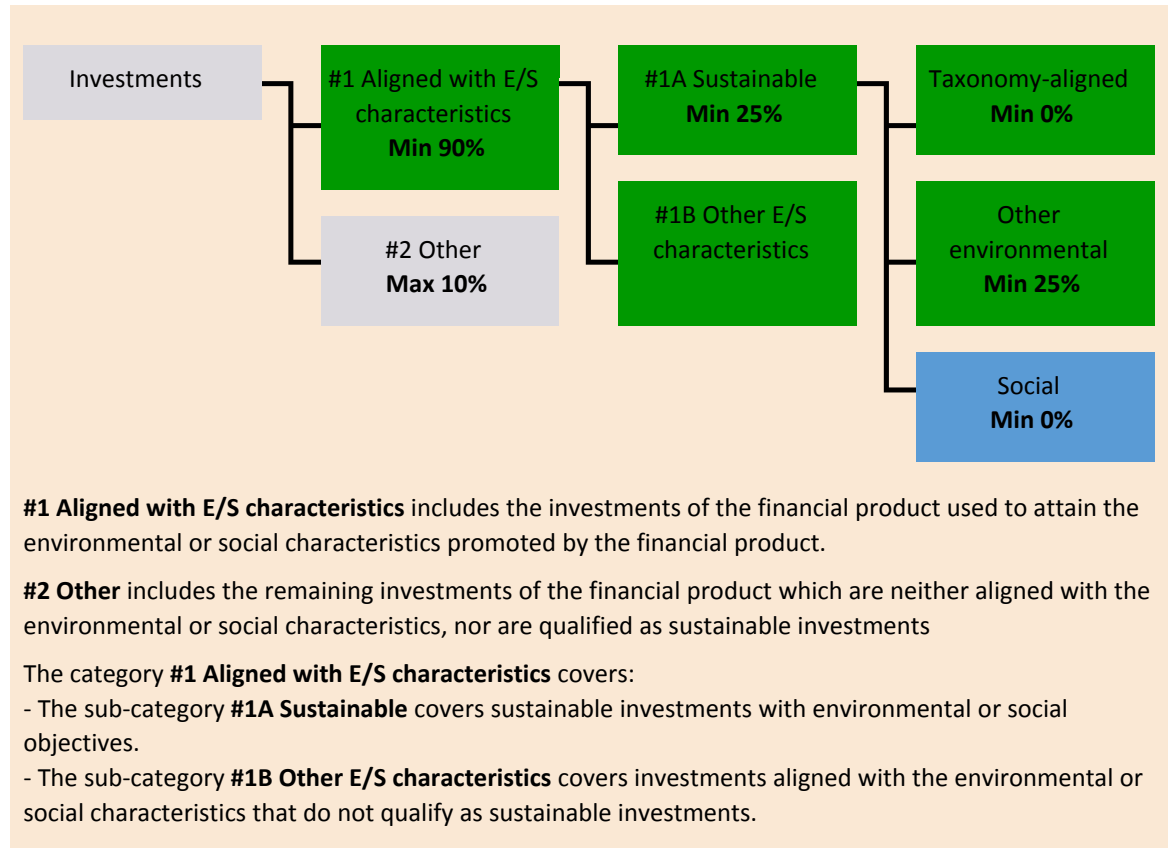 Investments
#1 Aligned with E/S
characteristics
Min 90%
#2 Other
Max 10%
#1A Sustainable
Min 25%
#1B Other E/S
characteristics
Taxonomy-aligned
Min 0%
Other
environmental
Min 25%
Social
Min 0%
#1 Aligned with E/S characteristics includes the investments of the financial product used to attain the
environmental or social characteristics promoted by the financial product.
#2 Other includes the remaining investments of the financial product which are neither aligned with the
environmental or social characteristics, nor are qualified as sustainable investments
The category #1 Aligned with E/S characteristics covers:
- The sub-category #1A Sustainable covers sustainable investments with environmental or social
objectives.
- The sub-category #1B Other E/S characteristics covers investments aligned with the environmental or
social characteristics that do not qualify as sustainable investments.